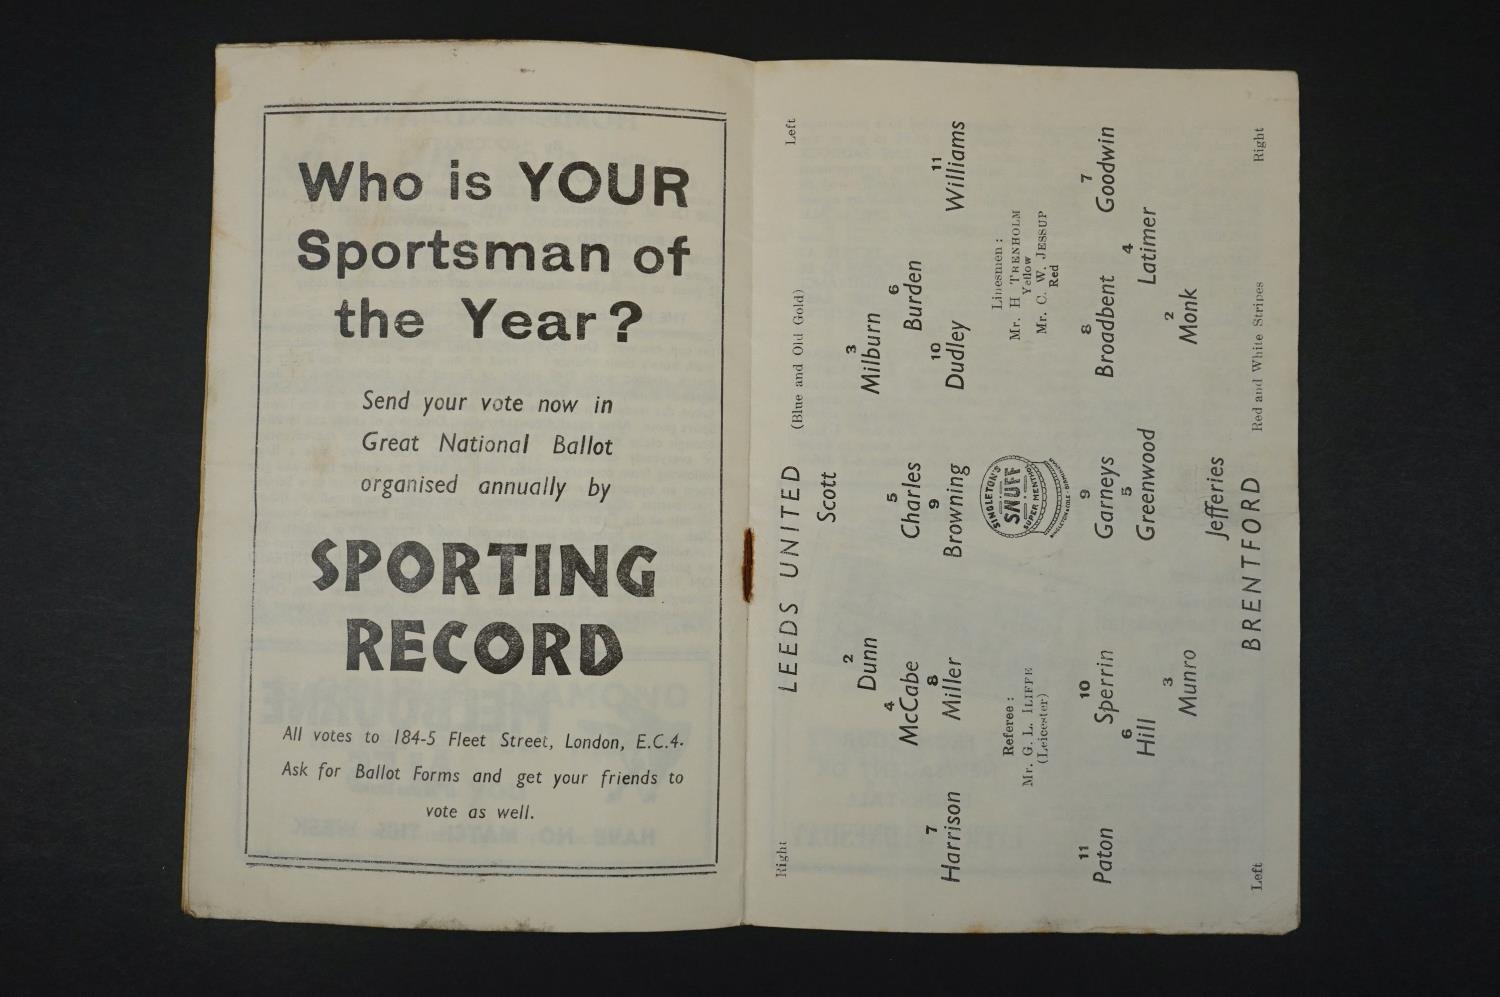 Who is YOUR
Sportsman of
the Year?
Send your vote now in
Great National Ballot
organised annually by
SPORTING
RECORD
All votes to 184-5 Fleet Street, London, E.C.4.
Ask for Ballot Forms and get your friends to
vote as well.
Right
LEEDS UNITED
(Blue and Old Gold)
Left
Scott
2
3
Dunn
Milburn
4
5
6
McCabe
Charles
Burden
7
8
9
10
11
Harrison
Miller
Browning
Dudley
Williams
Referee :
Mr. G. L. ILIFFE
(Leicester)
SINGLETON'S
SNUFF
SUPER MENTHOL
Linesmen :
Mr. H TRENHOLM
Yellow
Mr. C. W. JESSUP
Red
11
10
9
8
7
Paton
Sperrin
Garneys
Broadbent
Goodwin
6
5
4
Hill
Greenwood
Latimer
3
2
Munro
Monk
Jefferies
Left
BRENTFORD
Red and White Stripes
Right